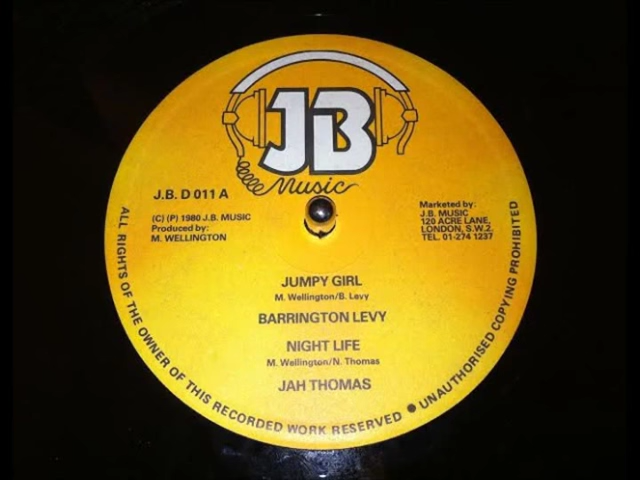 JB
Music
J.B. D 011 A
(C) (P) 1980 J.B. MUSIC
Produced by:
M. WELLINGTON
Marketed by:
J.B. MUSIC
120 ACRE LANE,
LONDON, S.W.2.
TEL. 01-274 1237
JUMPY GIRL
M. Wellington/B. Levy
BARRINGTON LEVY
NIGHT LIFE
M. Wellington/N. Thomas
JAH THOMAS
ALL RIGHTS OF THE OWNER OF THIS RECORDED WORK RESERVED ● UNAUTHORISED COPYING PROHIBITED